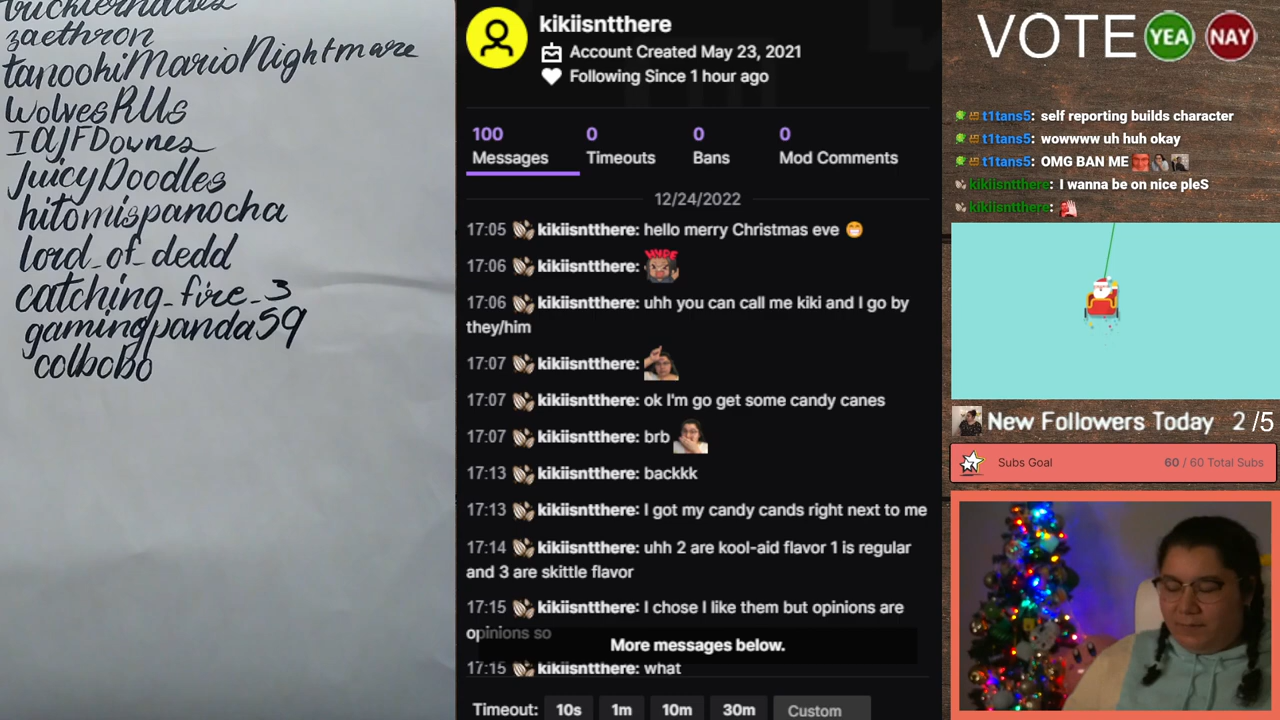 zaethron
tanookiMarioNightmare
WolvesRUs
IAJFDownes
JuicyDoodles
hitomispanocha
lord_of_dedd
catching_fire_3
gamingpanda59
colbobo
kikiisntthere
Account Created May 23, 2021
Following Since 1 hour ago
100 0 0 0
Messages Timeouts Bans Mod Comments
12/24/2022
17:05 kikiisntthere: hello merry Christmas eve 😁
17:06 kikiisntthere: HYPE
17:06 kikiisntthere: uhh you can call me kiki and I go by
they/him
17:07 kikiisntthere:
17:07 kikiisntthere: ok I'm go get some candy canes
17:07 kikiisntthere: brb
17:13 kikiisntthere: backkk
17:13 kikiisntthere: I got my candy cands right next to me
17:14 kikiisntthere: uhh 2 are kool-aid flavor 1 is regular
and 3 are skittle flavor
17:15 kikiisntthere: I chose I like them but opinions are
opinions so
More messages below.
17:15 kikiisntthere: what
Timeout: 10s 1m 10m 30m Custom
VOTE YEA NAY
t1tans5: self reporting builds character
t1tans5: wowwww uh huh okay
t1tans5: OMG BAN ME
kikiisntthere: I wanna be on nice pleS
kikiisntthere:
New Followers Today 2 /5
Subs Goal 60 / 60 Total Subs